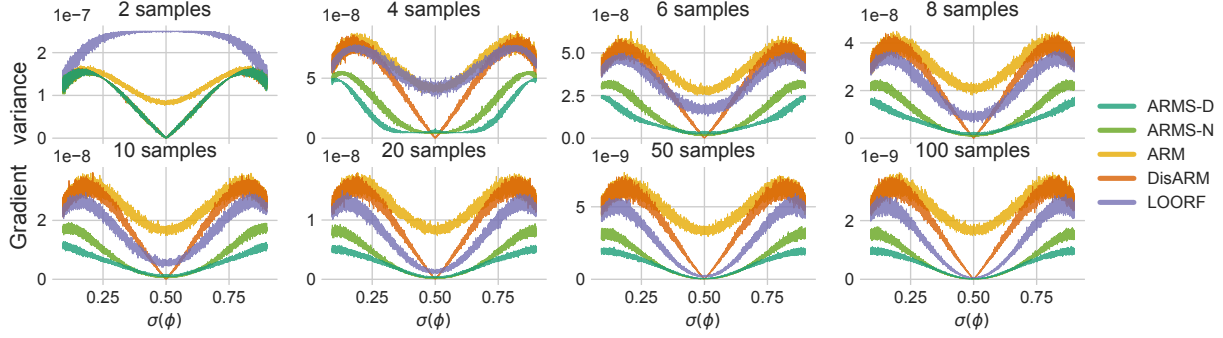 1e−7
2 samples
1e−8
4 samples
1e−8
6 samples
1e−8
8 samples
Gradient variance
2
1
0
5
0
5.0
2.5
0.0
4
2
0
ARMS-D
ARMS-N
ARM
DisARM
LOORF
1e−8
10 samples
1e−8
20 samples
1e−9
50 samples
1e−9
100 samples
2
0
1
0
5
0
2
0
0.25 0.50 0.75
0.25 0.50 0.75
0.25 0.50 0.75
0.25 0.50 0.75
σ(ϕ)
σ(ϕ)
σ(ϕ)
σ(ϕ)